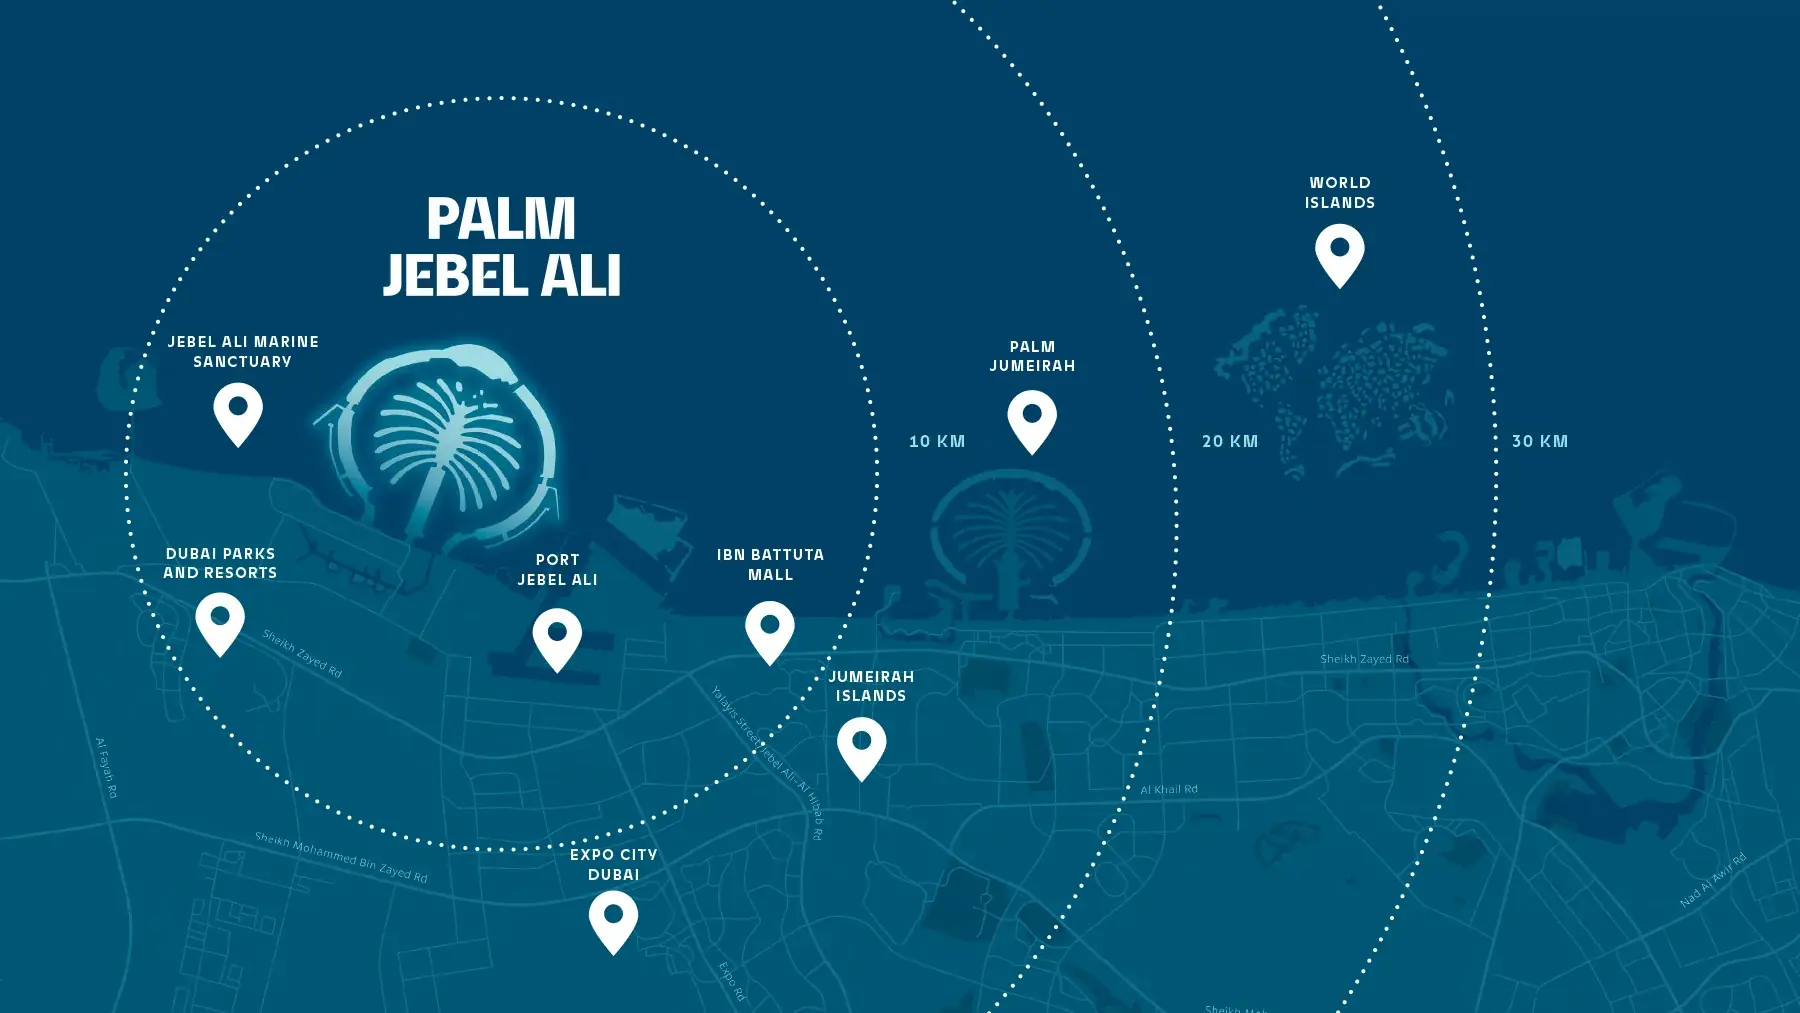 PALM
JEBEL ALI
WORLD
ISLANDS
JEBEL ALI MARINE
SANCTUARY
PALM
JUMEIRAH
10 KM
20 KM
30 KM
DUBAI PARKS
AND RESORTS
PORT
JEBEL ALI
IBN BATTUTA
MALL
Sheikh Zayed Rd
Sheikh Zayed Rd
JUMEIRAH
ISLANDS
Yalayis Street/Jebel Ali-Al Hibab Rd
Al Fayah Rd
Al Khail Rd
Sheikh Mohammed Bin Zayed Rd
EXPO CITY
DUBAI
Nad Al Awir Rd
Expo Rd
Sheikh